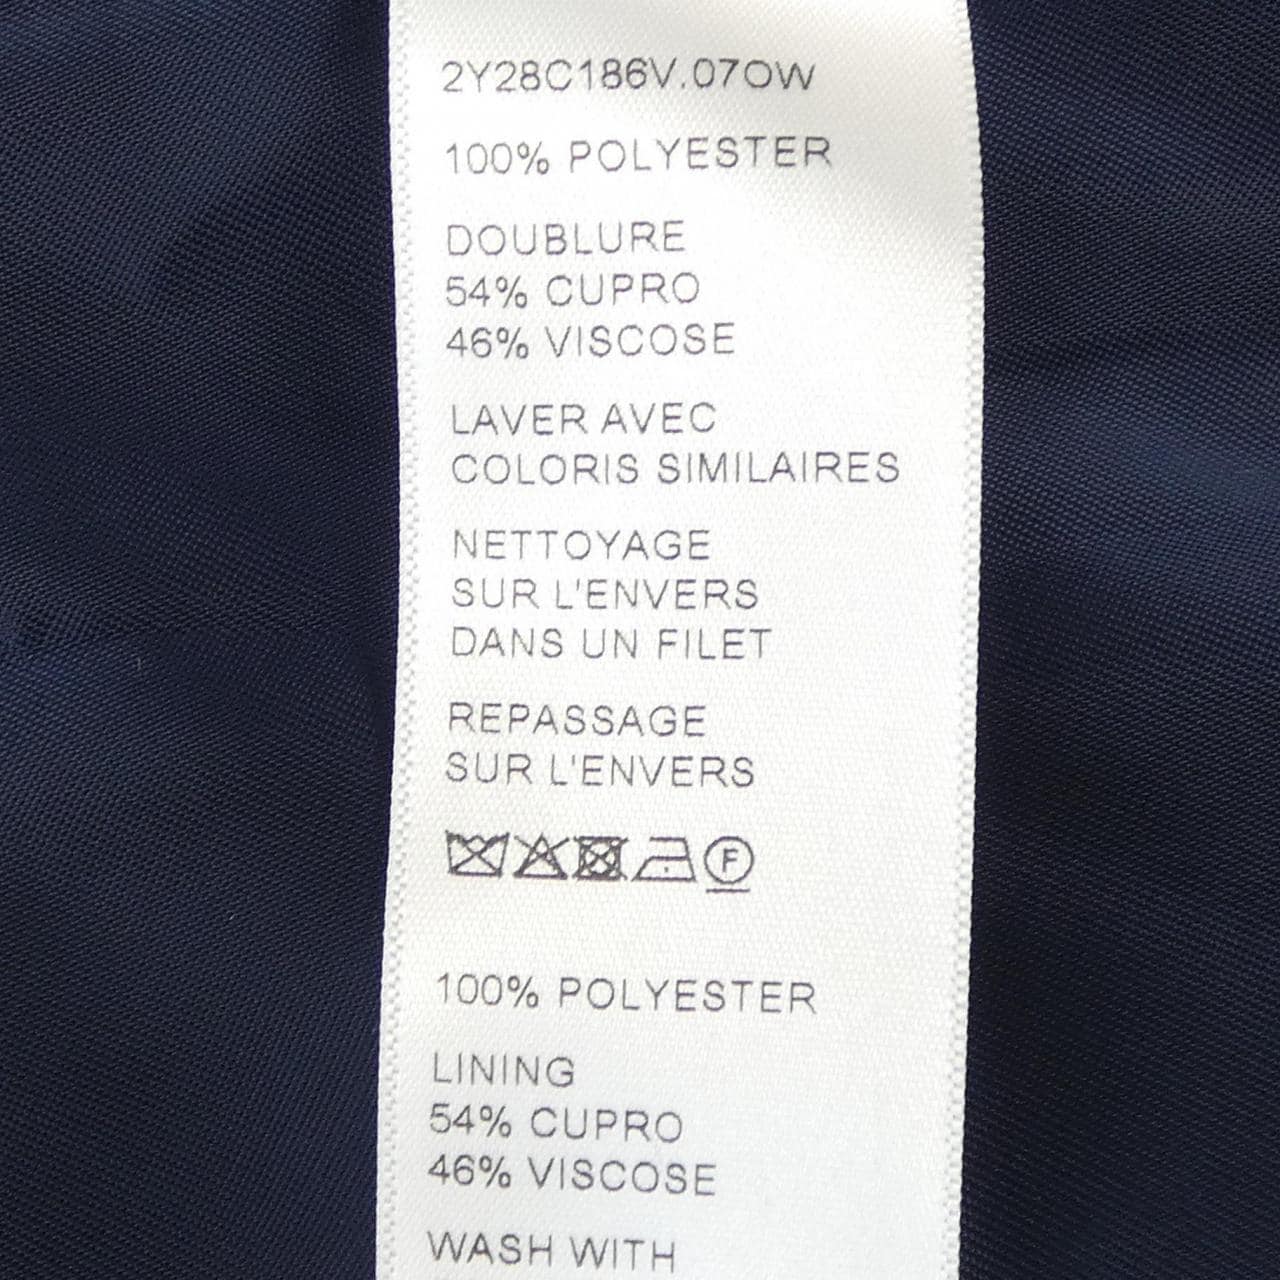 2Y28C186V.07OW
100% POLYESTER
DOUBLURE
54% CUPRO
46% VISCOSE
LAVER AVEC
COLORIS SIMILAIRES
NETTOYAGE
SUR L'ENVERS
DANS UN FILET
REPASSAGE
SUR L'ENVERS
F
100% POLYESTER
LINING
54% CUPRO
46% VISCOSE
WASH WITH